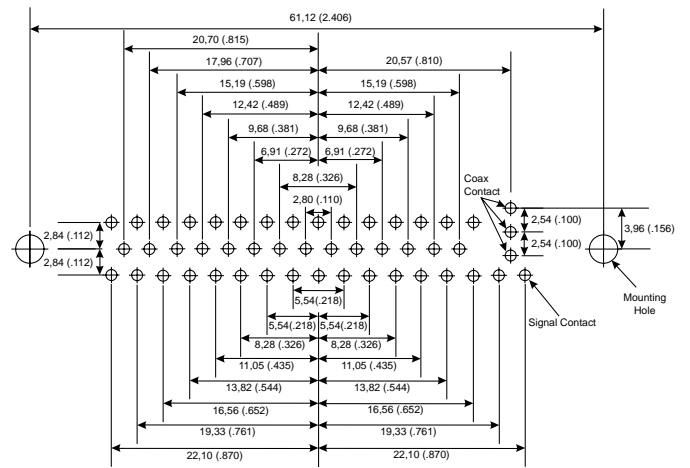 61,12 (2.406)
20,70 (.815)
17,96 (.707) 20,57 (.810)
15,19 (.598) 15,19 (.598)
12,42 (.489) 12,42 (.489)
9,68 (.381) 9,68 (.381)
6,91 (.272) 6,91 (.272)
8,28 (.326)
Coax
Contact
2,80 (.110)
2,84 (.112) 2,54 (.100) 3,96 (.156)
2,84 (.112) 2,54 (.100)
5,54(.218)
Mounting
Hole
5,54(.218) 5,54(.218)
Signal Contact
8,28 (.326) 8,28 (.326)
11,05 (.435) 11,05 (.435)
13,82 (.544) 13,82 (.544)
16,56 (.652) 16,56 (.652)
19,33 (.761) 19,33 (.761)
22,10 (.870) 22,10 (.870)